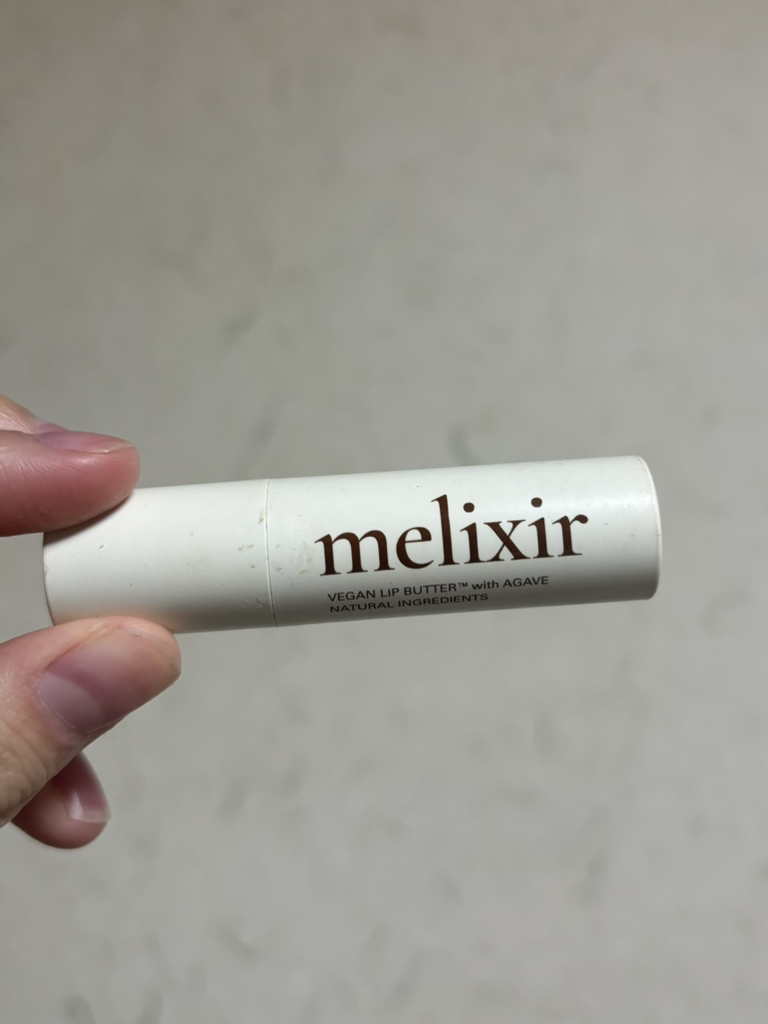 melixir
VEGAN LIP BUTTER™ with AGAVE
NATURAL INGREDIENTS